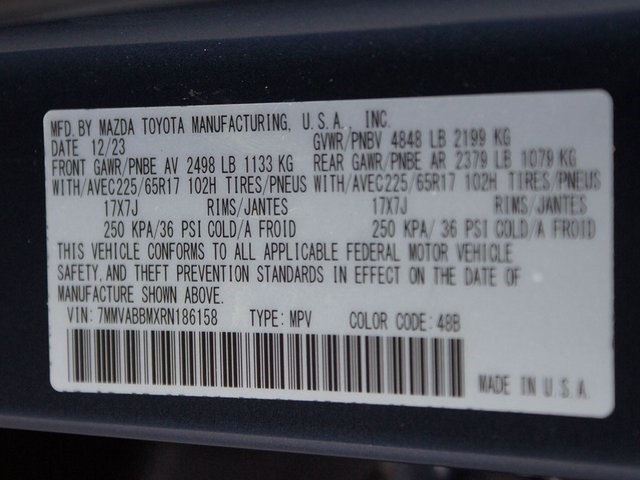 MFD. BY MAZDA TOYOTA MANUFACTURING, U.S.A., INC.
DATE 12/23 GVWR/PNBV 4848 LB 2199 KG
FRONT GAWR/PNBE AV 2498 LB 1133 KG REAR GAWR/PNBE AR 2379 LB 1079 KG
WITH/AVEC225/65R17 102H TIRES/PNEUS WITH/AVEC225/65R17 102H TIRES/PNEUS
17X7J RIMS/JANTES 17X7J RIMS/JANTES
250 KPA/36 PSI COLD/A FROID 250 KPA/ 36 PSI COLD/A FROID
THIS VEHICLE CONFORMS TO ALL APPLICABLE FEDERAL MOTOR VEHICLE
SAFETY, AND THEFT PREVENTION STANDARDS IN EFFECT ON THE DATE OF
MANUFACTURE SHOWN ABOVE.
VIN: 7MMVABBMXRN186158 TYPE: MPV COLOR CODE: 48B
MADE IN U.S.A.